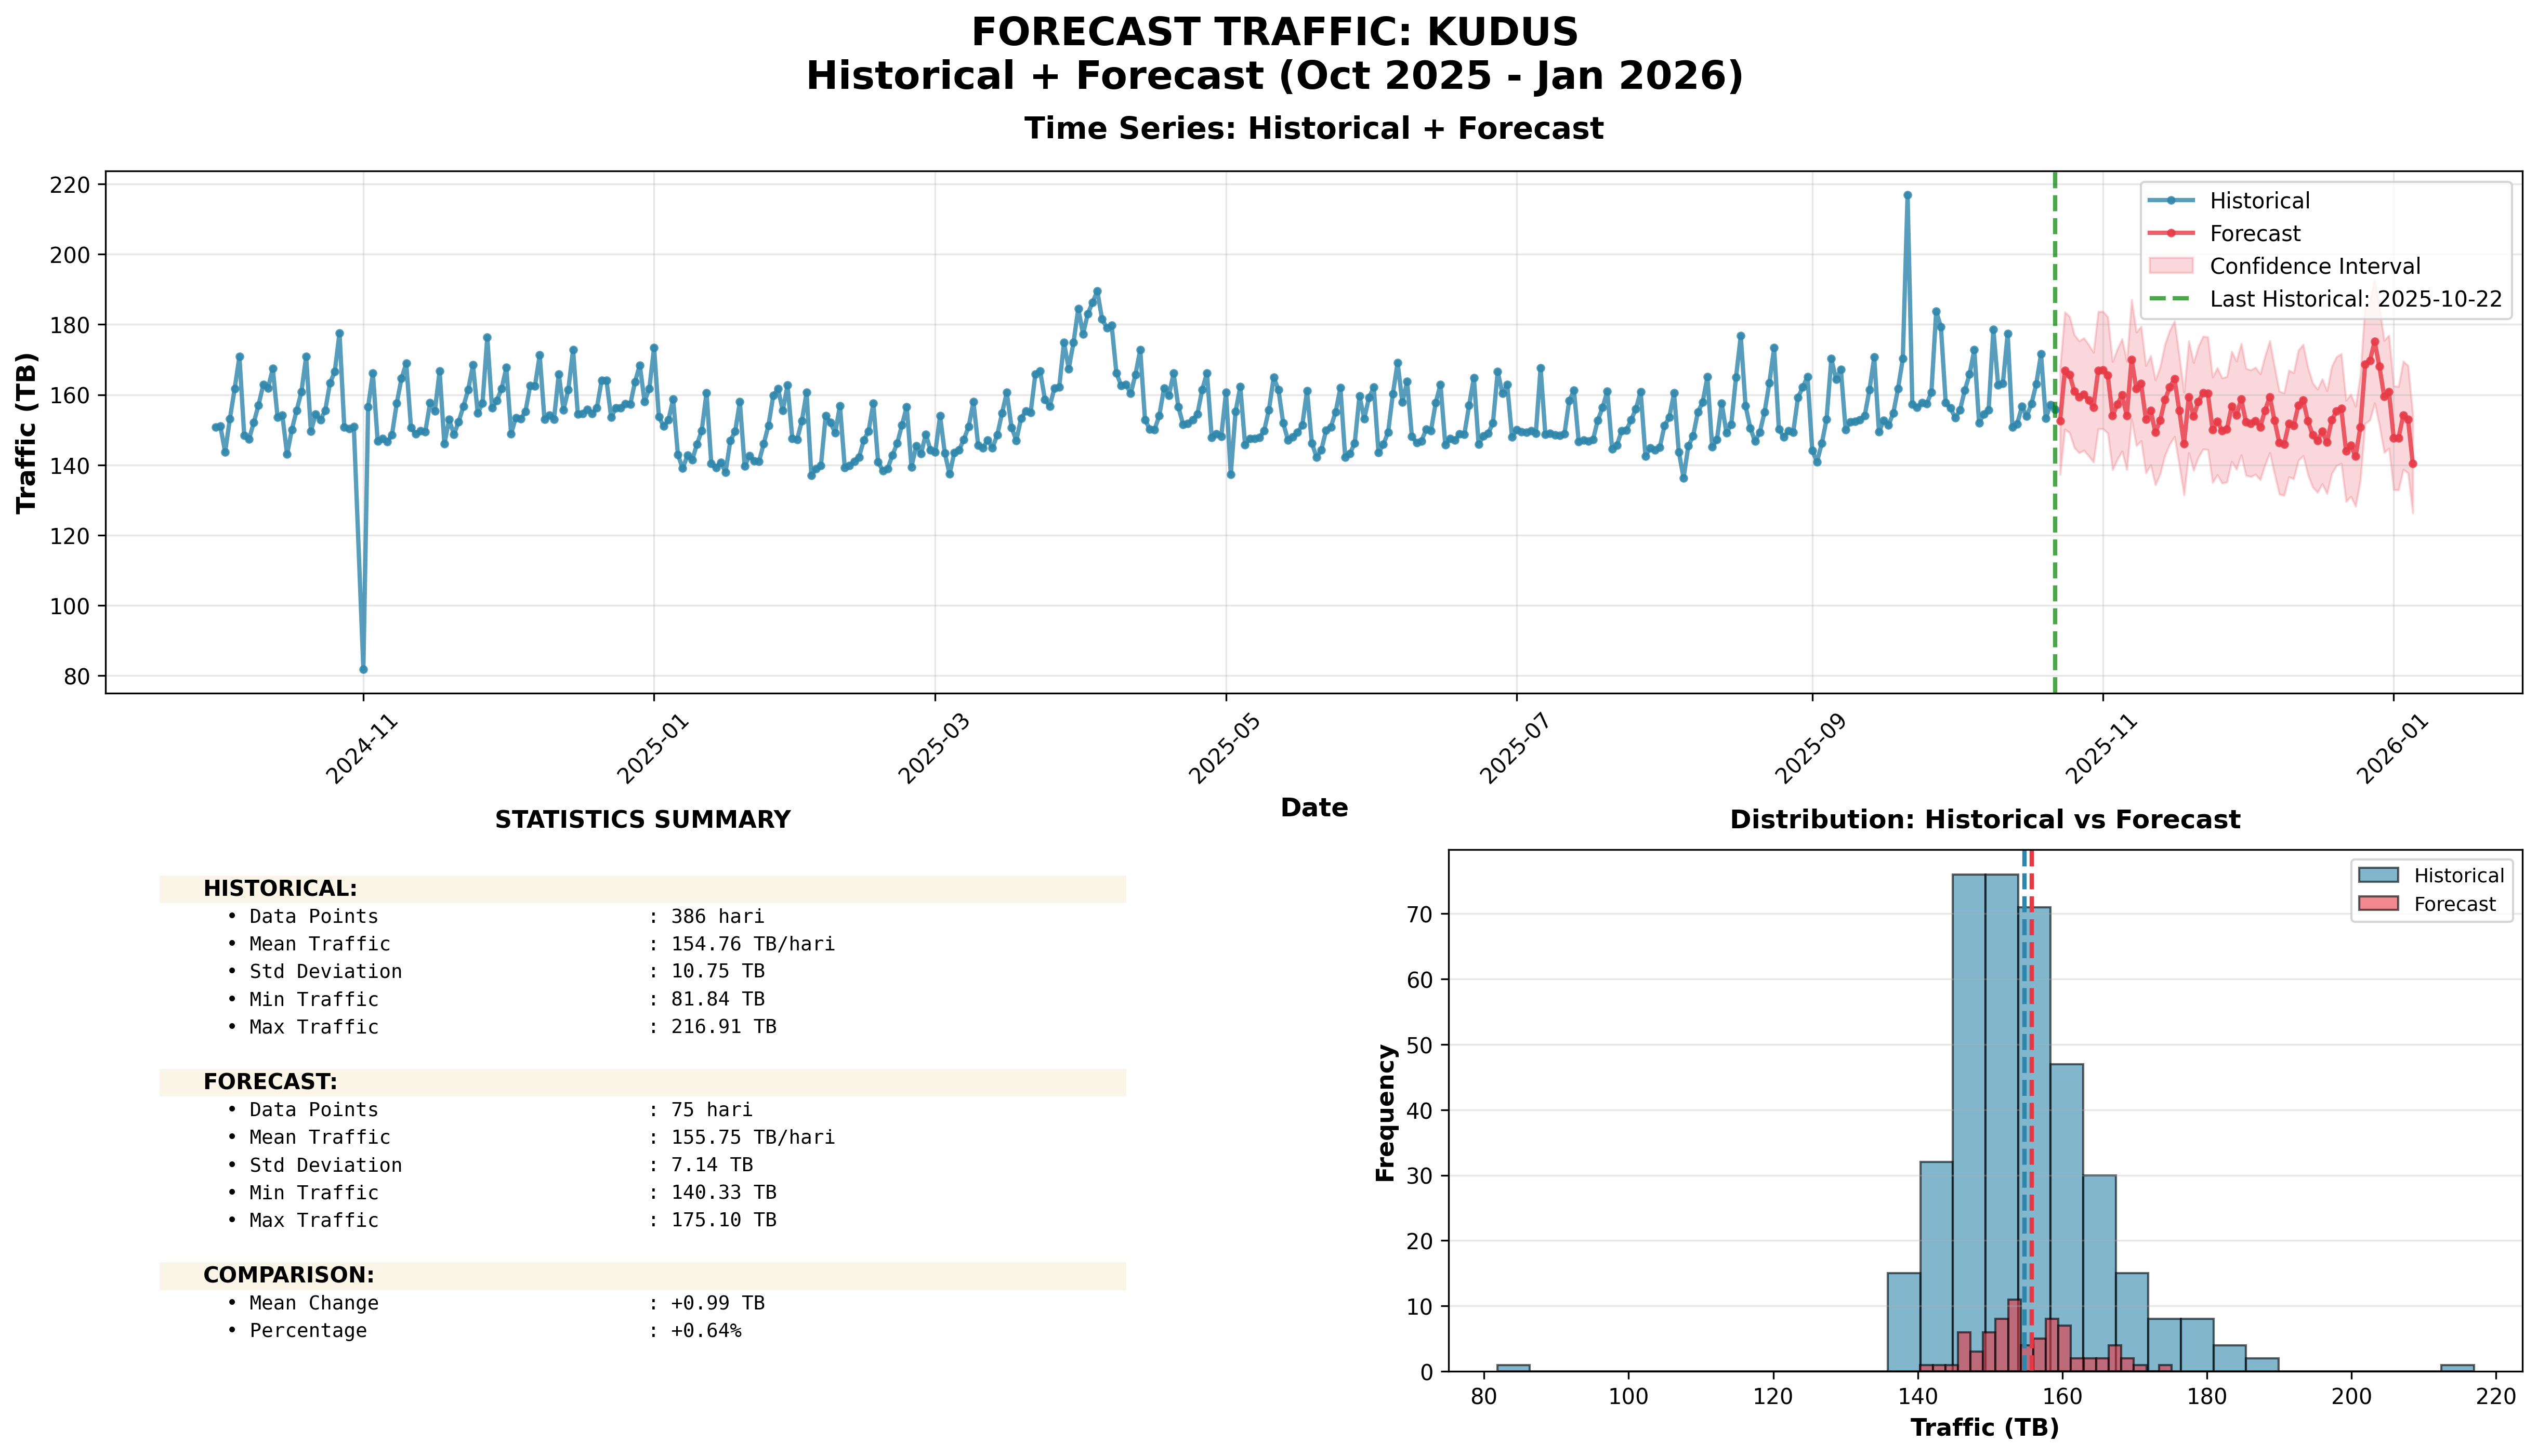 FORECAST TRAFFIC: KUDUS
Historical + Forecast (Oct 2025 - Jan 2026)
Time Series: Historical + Forecast
Traffic (TB)
220
200
180
160
140
120
100
80
Historical
Forecast
Confidence Interval
Last Historical: 2025-10-22
2024-11
2025-01
2025-03
2025-05
2025-07
2025-09
2025-11
2026-01
Date
STATISTICS SUMMARY
HISTORICAL:
• Data Points : 386 hari
• Mean Traffic : 154.76 TB/hari
• Std Deviation : 10.75 TB
• Min Traffic : 81.84 TB
• Max Traffic : 216.91 TB
FORECAST:
• Data Points : 75 hari
• Mean Traffic : 155.75 TB/hari
• Std Deviation : 7.14 TB
• Min Traffic : 140.33 TB
• Max Traffic : 175.10 TB
COMPARISON:
• Mean Change : +0.99 TB
• Percentage : +0.64%
Distribution: Historical vs Forecast
Frequency
70
60
50
40
30
20
10
0
Historical
Forecast
80
100
120
140
160
180
200
220
Traffic (TB)